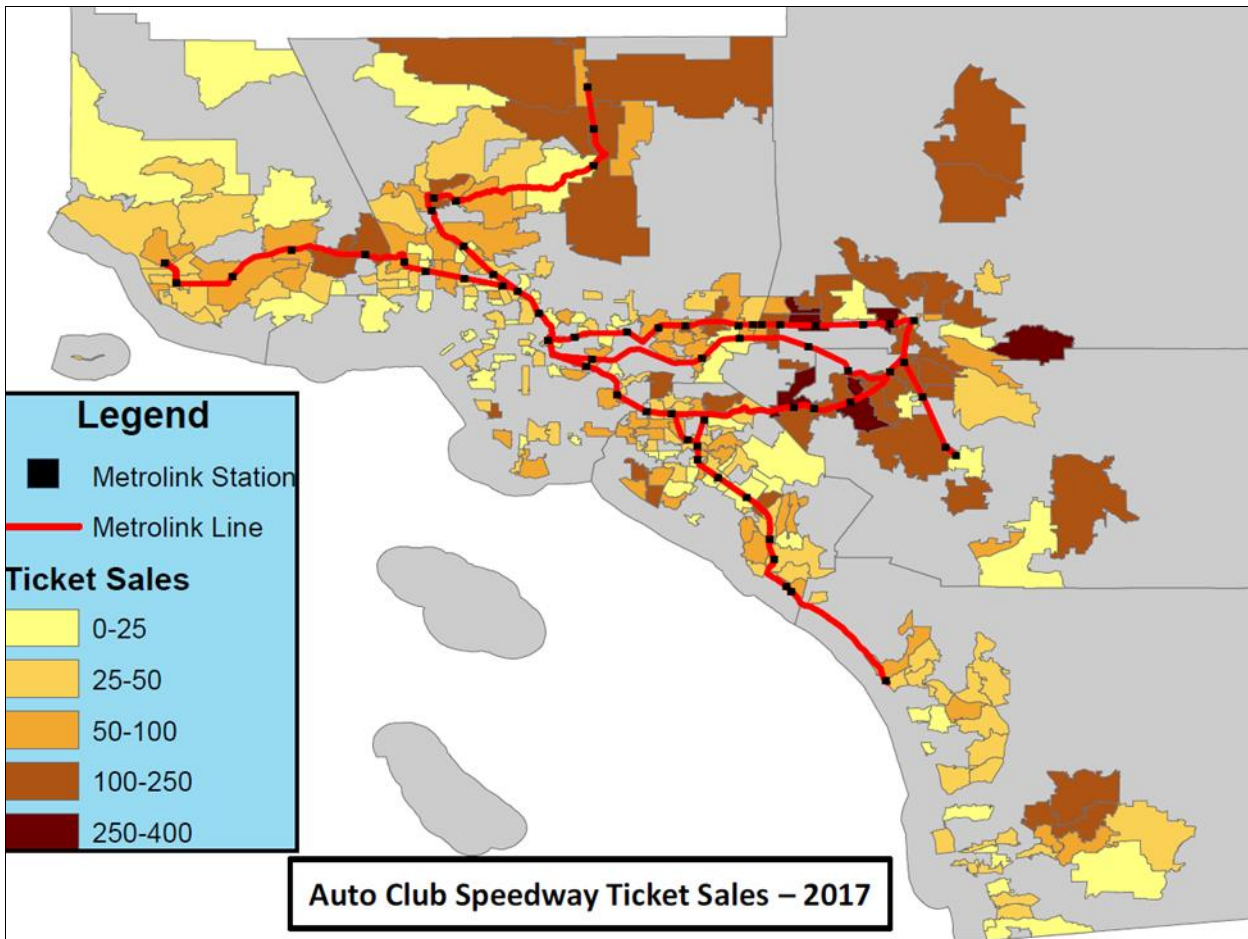 Legend
Metrolink Station
Metrolink Line
Ticket Sales
0-25
25-50
50-100
100-250
250-400
Auto Club Speedway Ticket Sales – 2017